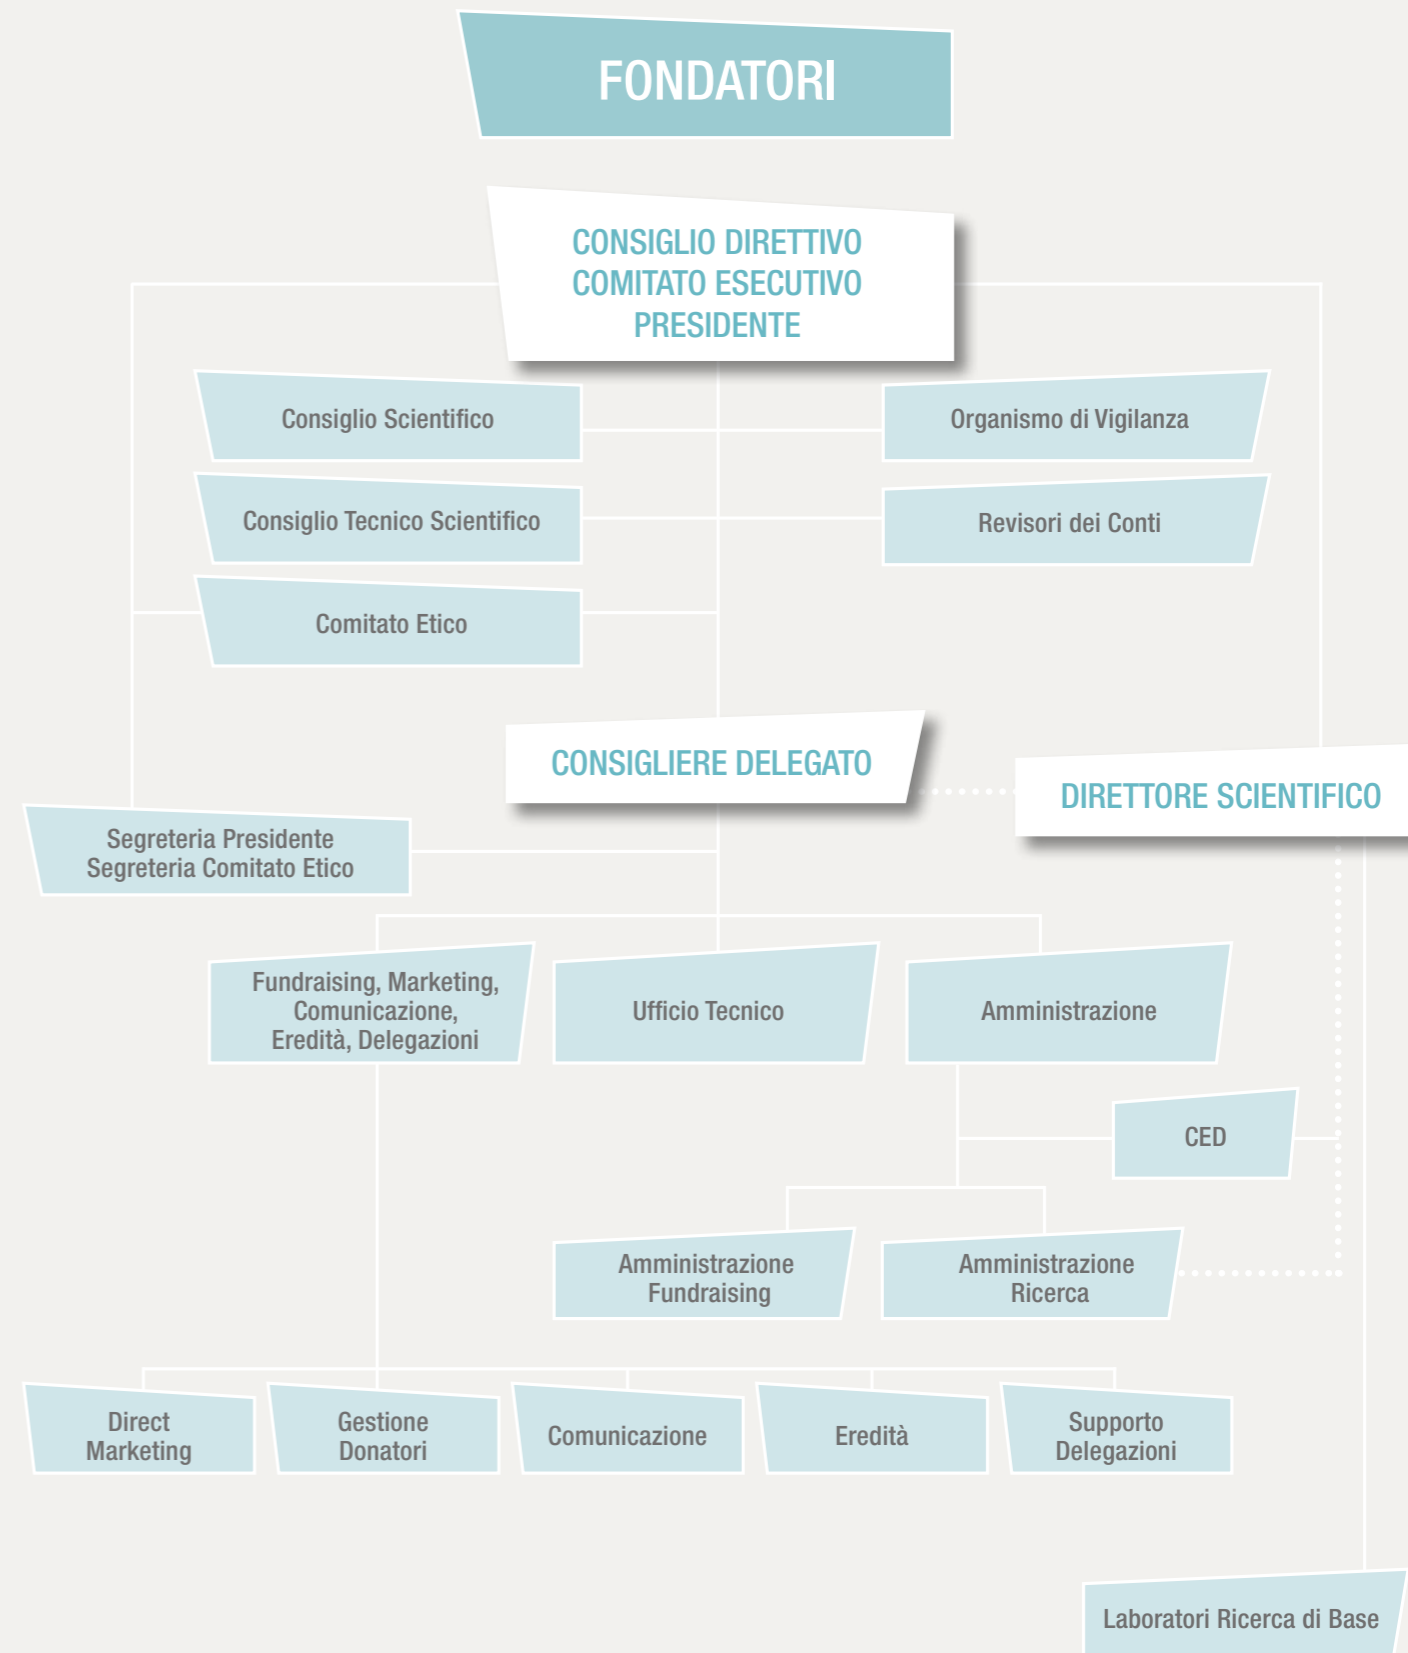 FONDATORI
CONSIGLIO DIRETTIVO
COMITATO ESECUTIVO
PRESIDENTE
Consiglio Scientifico
Organismo di Vigilanza
Consiglio Tecnico Scientifico
Revisori dei Conti
Comitato Etico
CONSIGLIERE DELEGATO
DIRETTORE SCIENTIFICO
Segreteria Presidente
Segreteria Comitato Etico
Fundraising, Marketing,
Comunicazione,
Eredità, Delegazioni
Ufficio Tecnico
Amministrazione
CED
Amministrazione
Fundraising
Amministrazione
Ricerca
Direct
Marketing
Gestione
Donatori
Comunicazione
Eredità
Supporto
Delegazioni
Laboratori Ricerca di Base